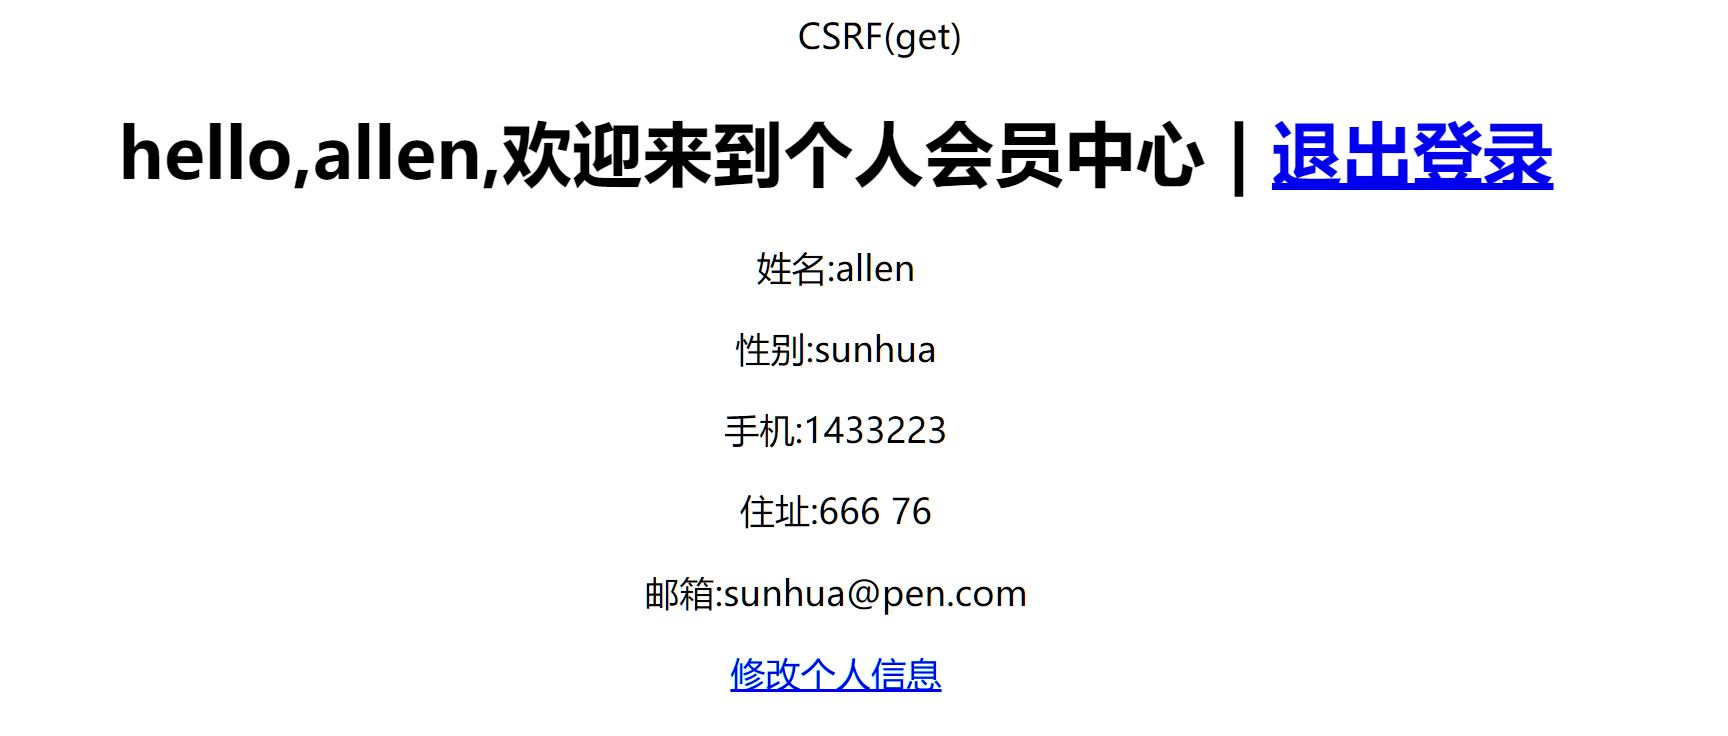 CSRF(get)
hello,allen,欢迎来到个人会员中心 | 退出登录
姓名:allen
性别:sunhua
手机:1433223
住址:666 76
邮箱:sunhua@pen.com
修改个人信息